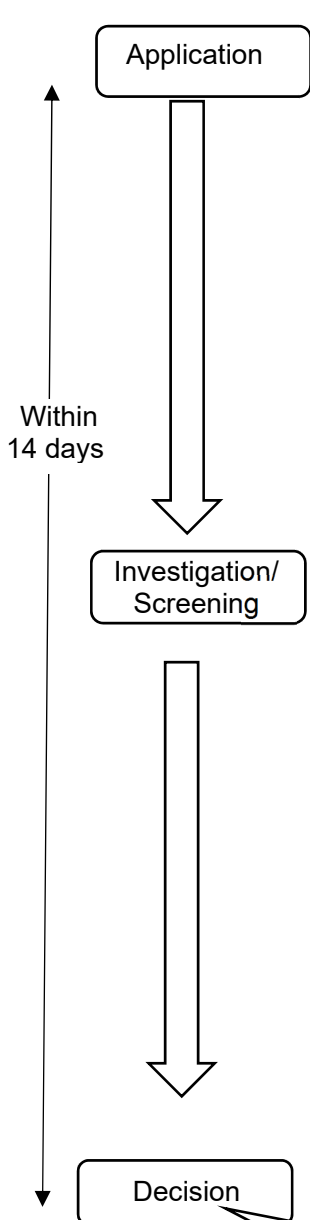 Application
Within
14 days
Investigation/
Screening
Decision